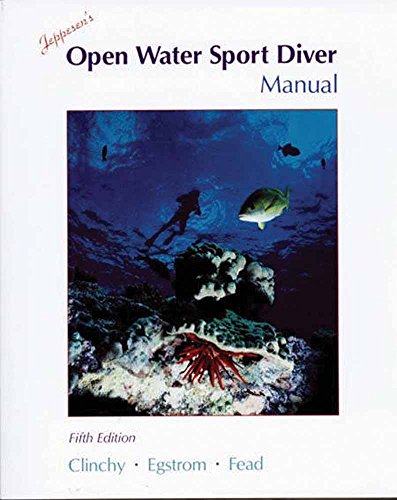 Jeppesen's
Open Water Sport Diver
Manual
Fifth Edition
Clinchy · Egstrom · Fead